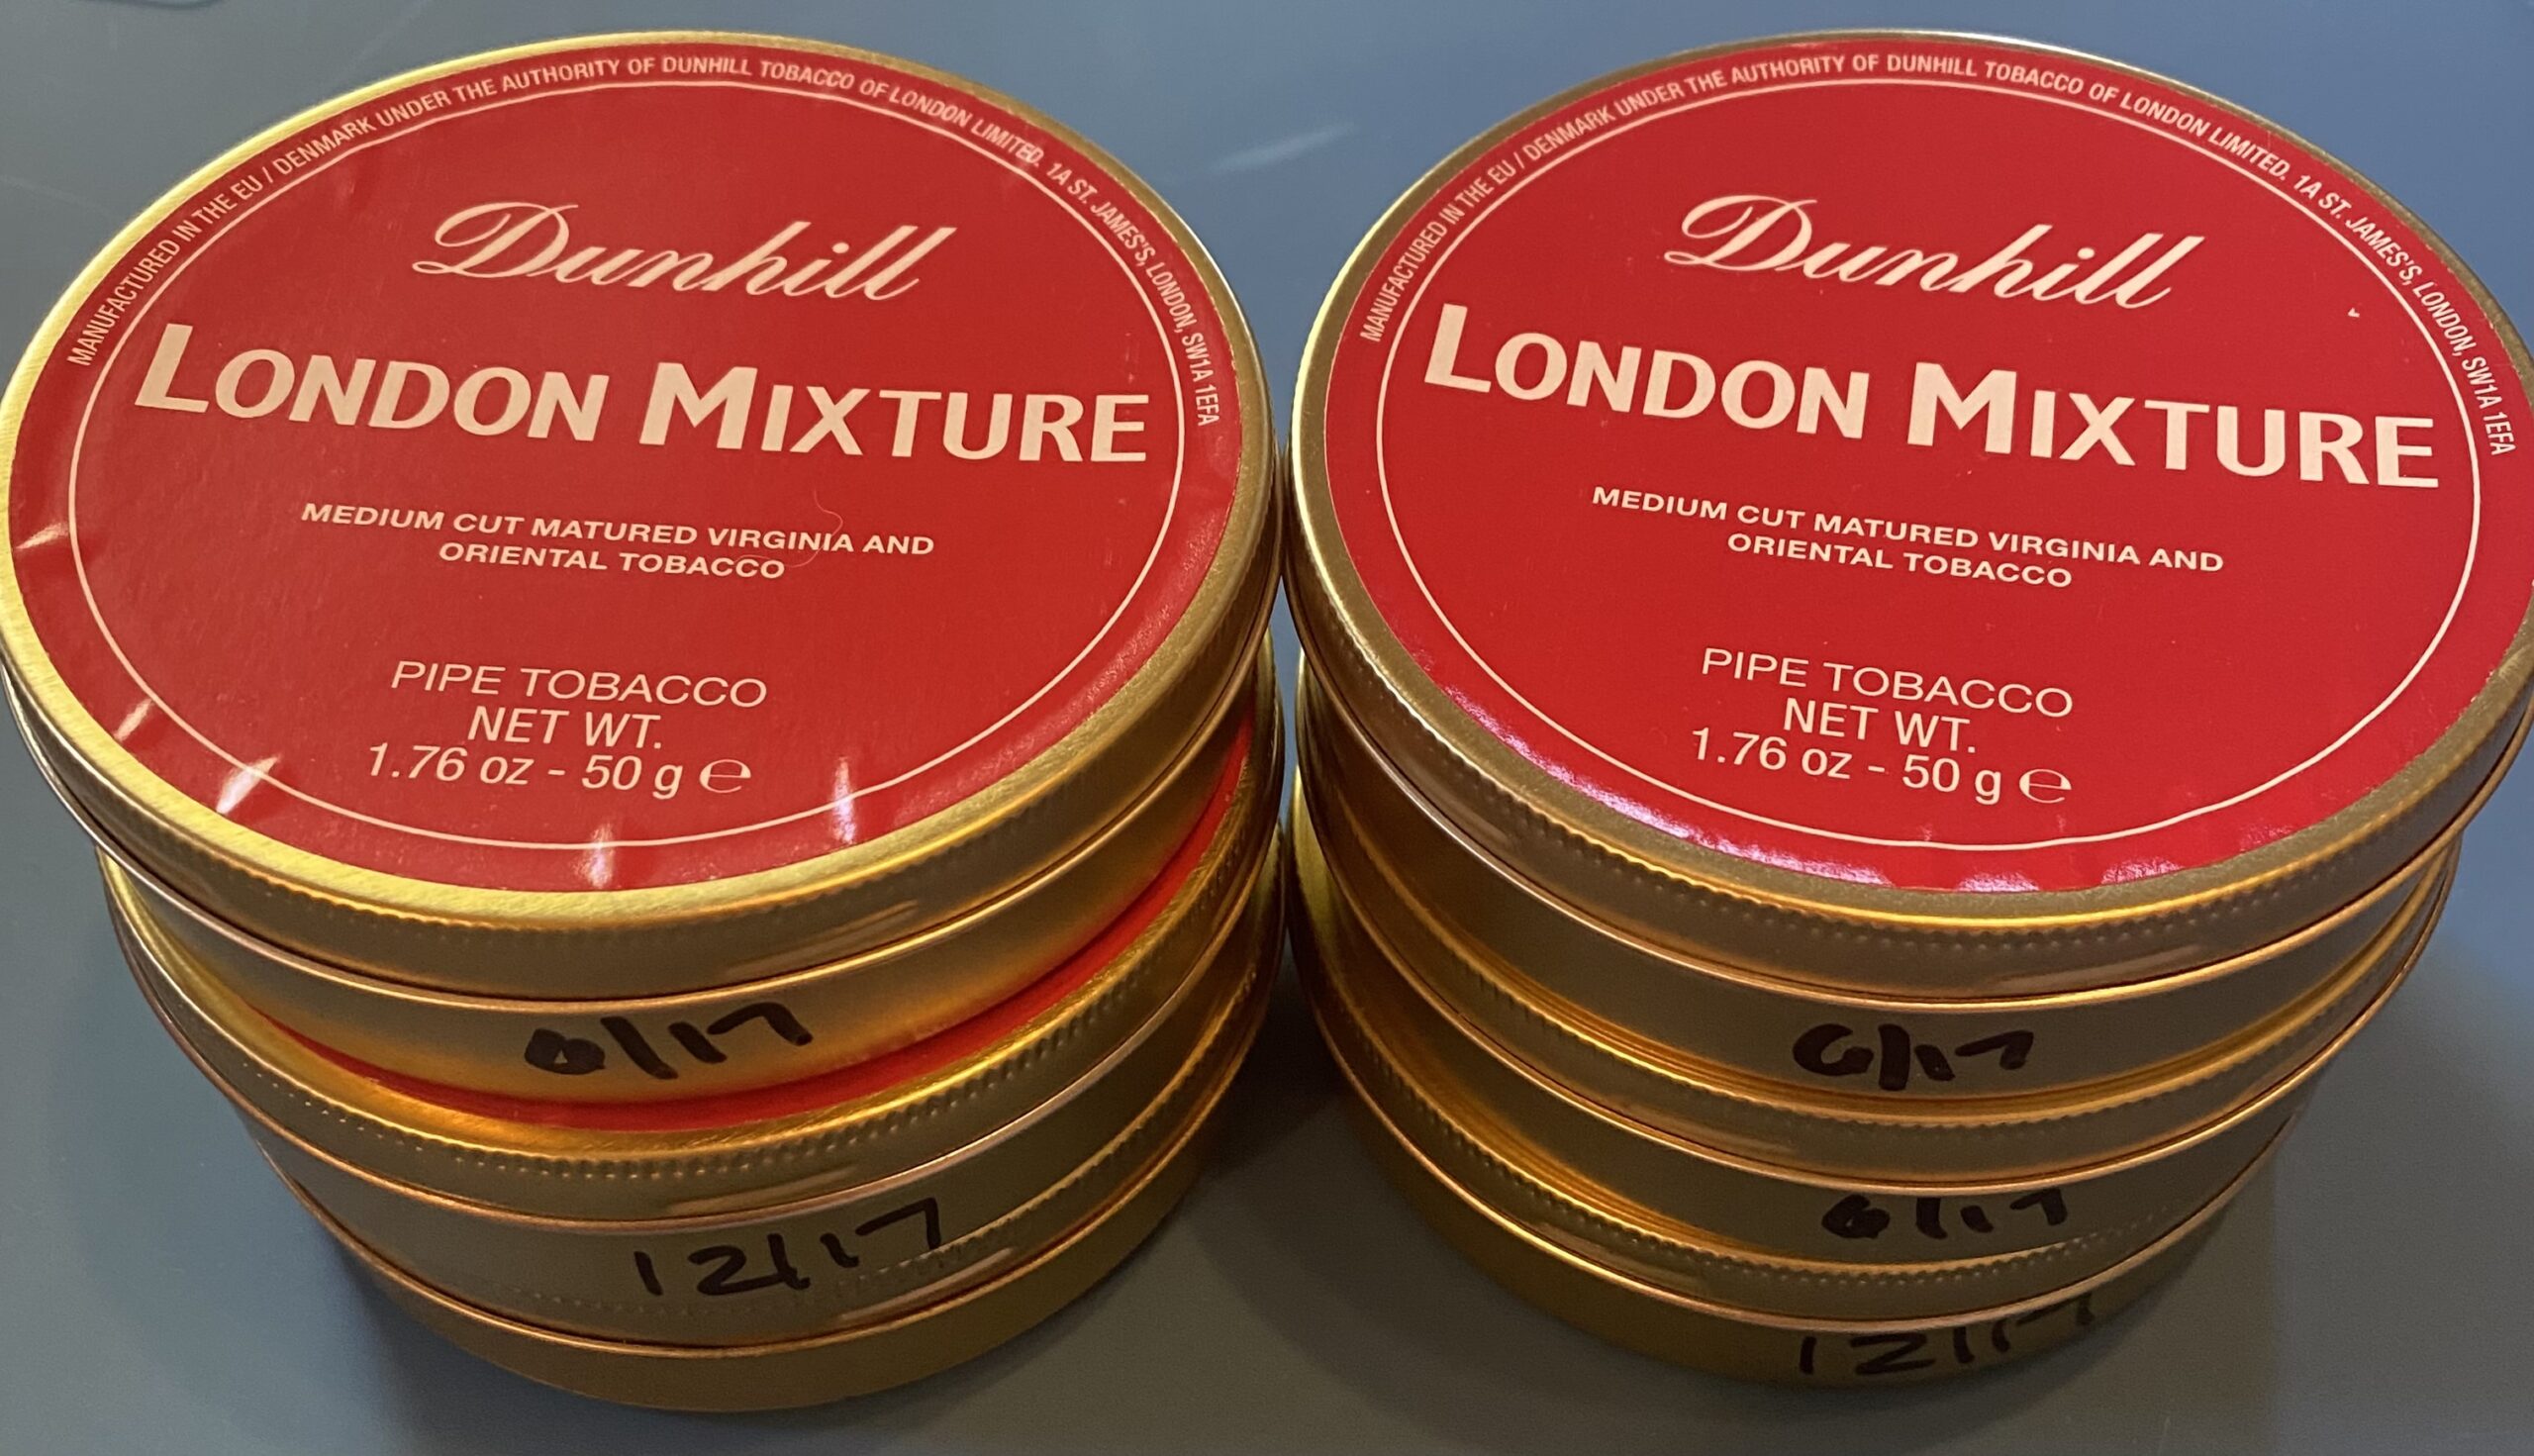 MANUFACTURED IN THE EU / DENMARK UNDER THE AUTHORITY OF DUNHILL TOBACCO OF LONDON LIMITED. 1A ST. JAMES'S, LONDON, SW1A 1EFA
Dunhill
LONDON MIXTURE
MEDIUM CUT MATURED VIRGINIA AND
ORIENTAL TOBACCO
PIPE TOBACCO
NET WT.
1.76 oz - 50 g ℮
6/17
12/17
MANUFACTURED IN THE EU / DENMARK UNDER THE AUTHORITY OF DUNHILL TOBACCO OF LONDON LIMITED. 1A ST. JAMES'S, LONDON, SW1A 1EFA
Dunhill
LONDON MIXTURE
MEDIUM CUT MATURED VIRGINIA AND
ORIENTAL TOBACCO
PIPE TOBACCO
NET WT.
1.76 oz - 50 g ℮
6/17
6/17
12/17